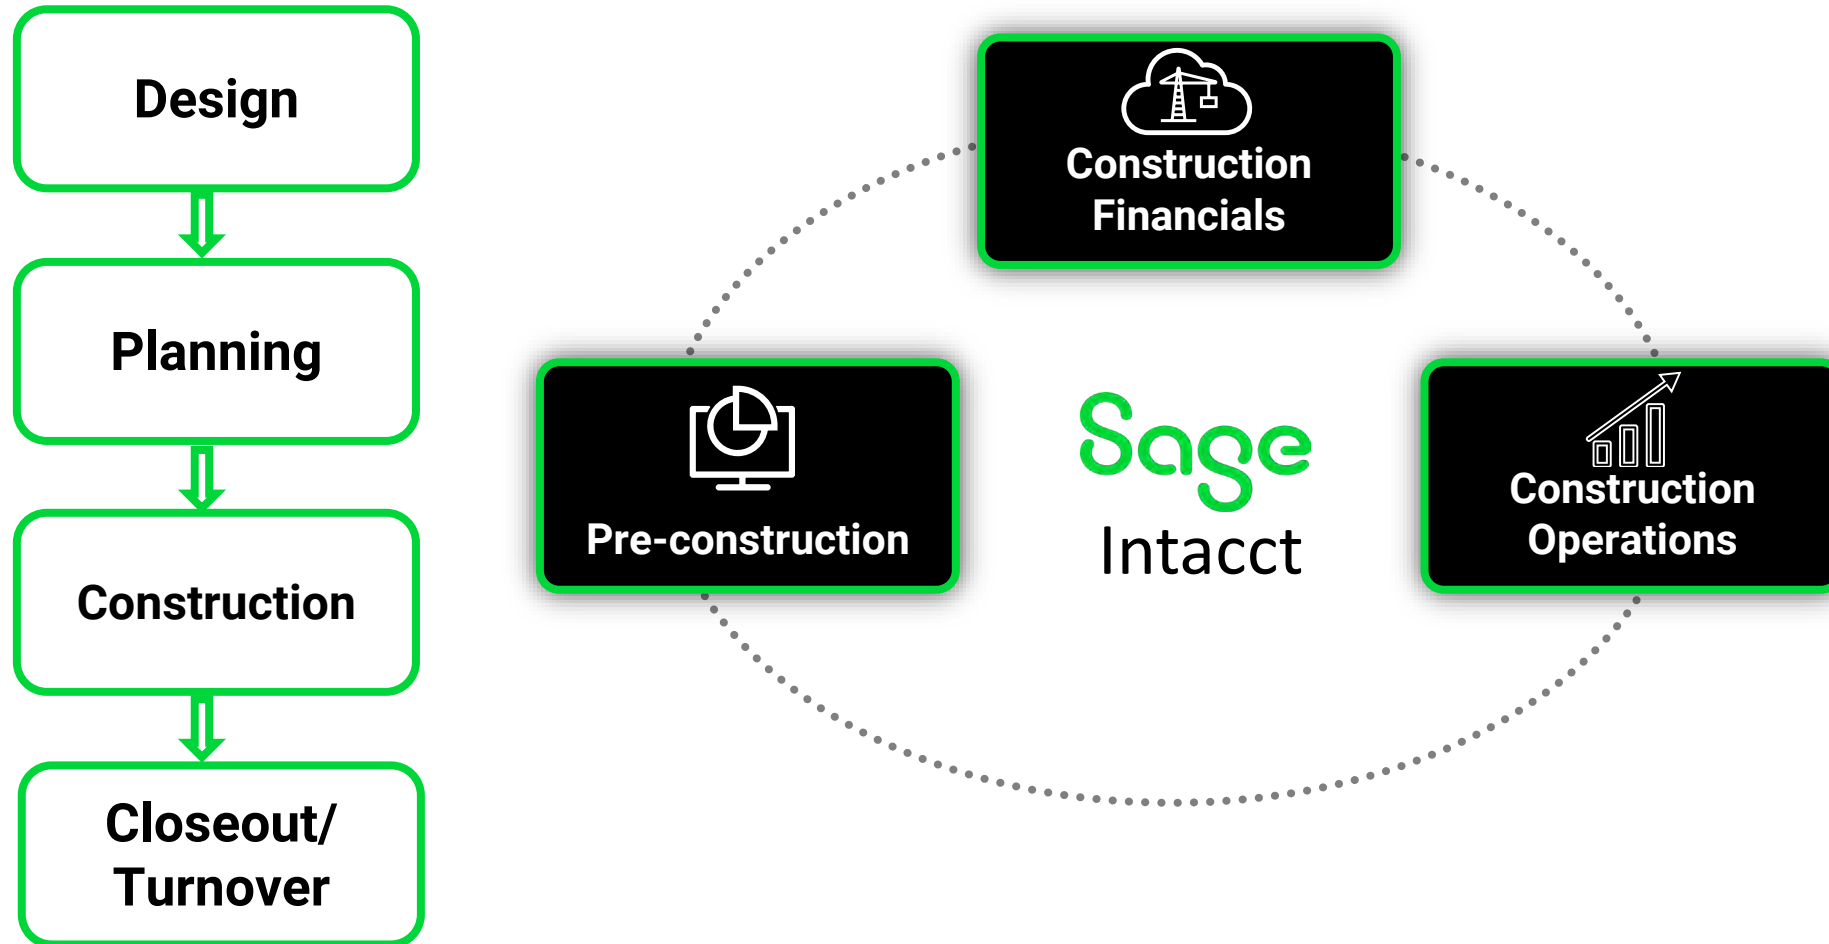 Design
Planning
Construction
Closeout/
Turnover
Construction
Financials
Pre-construction
Sage
Intacct
Construction
Operations